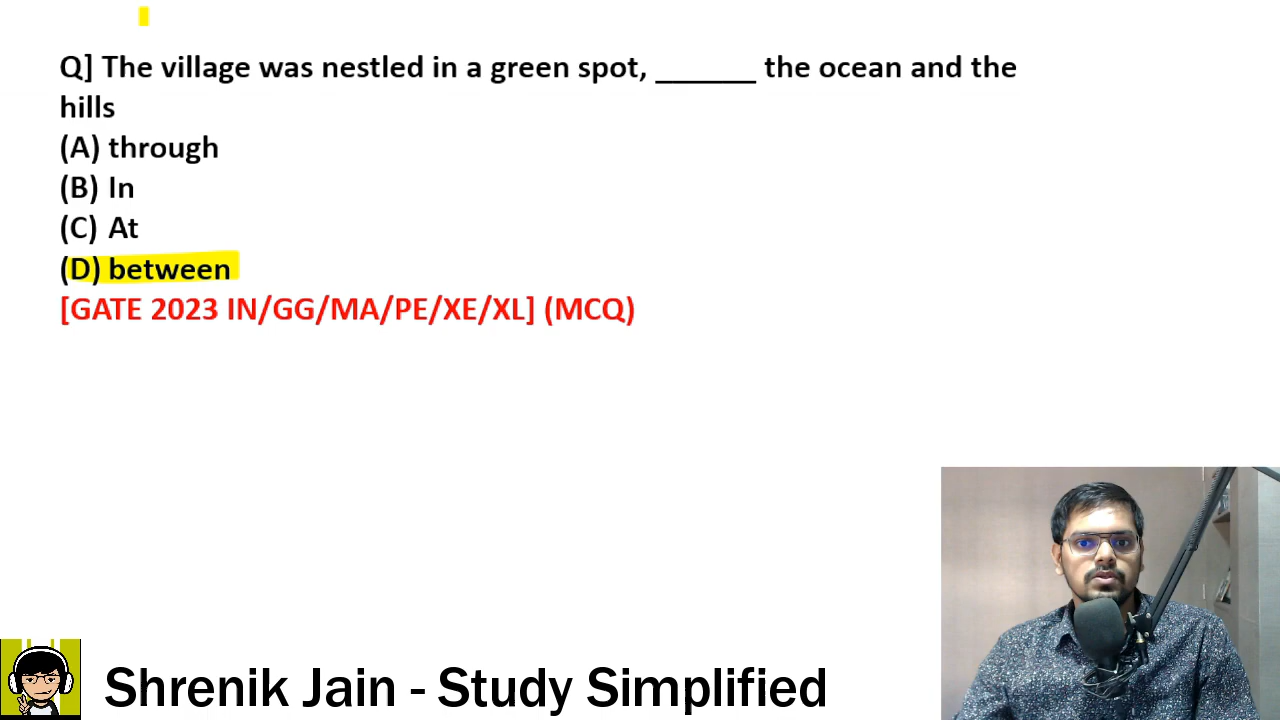 Q] The village was nestled in a green spot, ______ the ocean and the
hills
(A) through
(B) In
(C) At
(D) between
[GATE 2023 IN/GG/MA/PE/XE/XL] (MCQ)
Shrenik Jain - Study Simplified